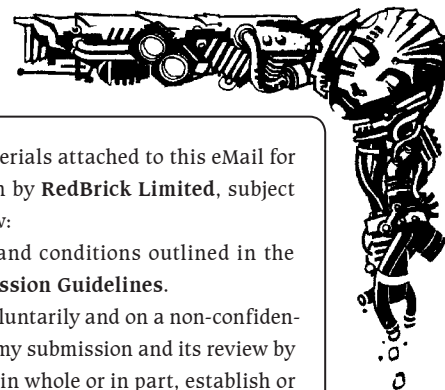 erials attached to this eMail for
n by RedBrick Limited, subject
w:
and conditions outlined in the
ssion Guidelines.
luntarily and on a non-confiden-
my submission and its review by
in whole or in part, establish or